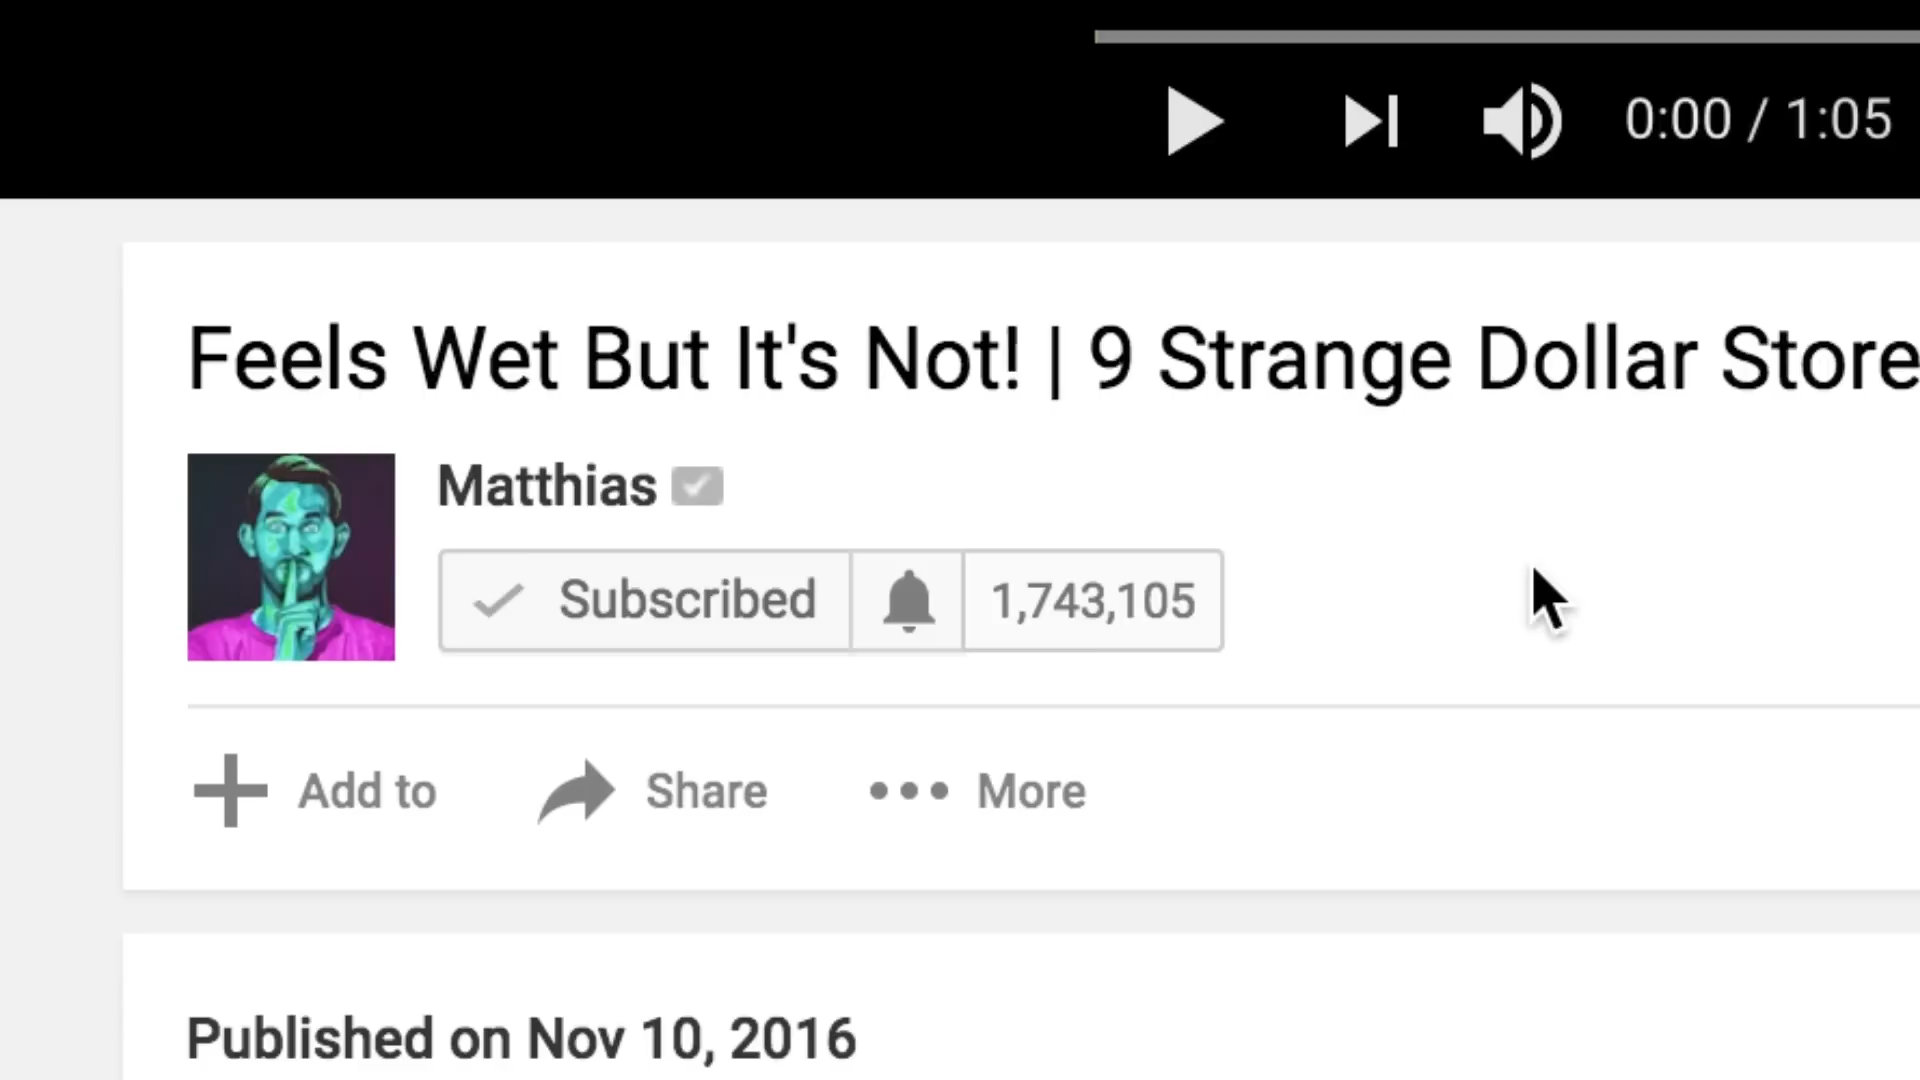 0:00 / 1:05
Feels Wet But It's Not! | 9 Strange Dollar Store
Matthias
Subscribed 1,743,105
Add to Share More
Published on Nov 10, 2016